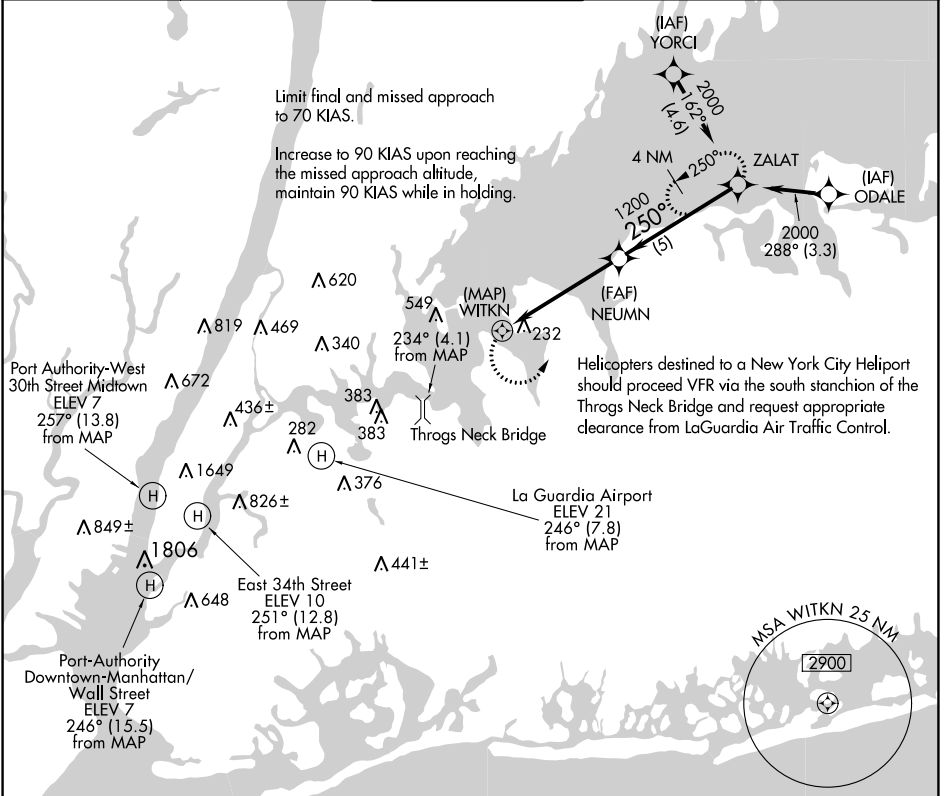 (IAF)
YORCI
2000
162°
(4.6)
Limit final and missed approach
to 70 KIAS.
Increase to 90 KIAS upon reaching
the missed approach altitude,
maintain 90 KIAS while in holding.
4 NM
250°
ZALAT
(IAF)
ODALE
2000
288° (3.3)
1200
250°
(5)
(FAF)
NEUMN
(MAP)
WITKN
232
620
549
819
469
340
234° (4.1)
from MAP
Port Authority-West
30th Street Midtown
ELEV 7
257° (13.8)
from MAP
672
Helicopters destined to a New York City Heliport
should proceed VFR via the south stanchion of the
Throgs Neck Bridge and request appropriate
clearance from LaGuardia Air Traffic Control.
436±
383
383
282
Throgs Neck Bridge
H
1649
376
H
826±
La Guardia Airport
ELEV 21
246° (7.8)
from MAP
H
849±
1806
441±
H
648
East 34th Street
ELEV 10
251° (12.8)
from MAP
Port-Authority
Downtown-Manhattan/
Wall Street
ELEV 7
246° (15.5)
from MAP
MSA WITKN 25 NM
2900